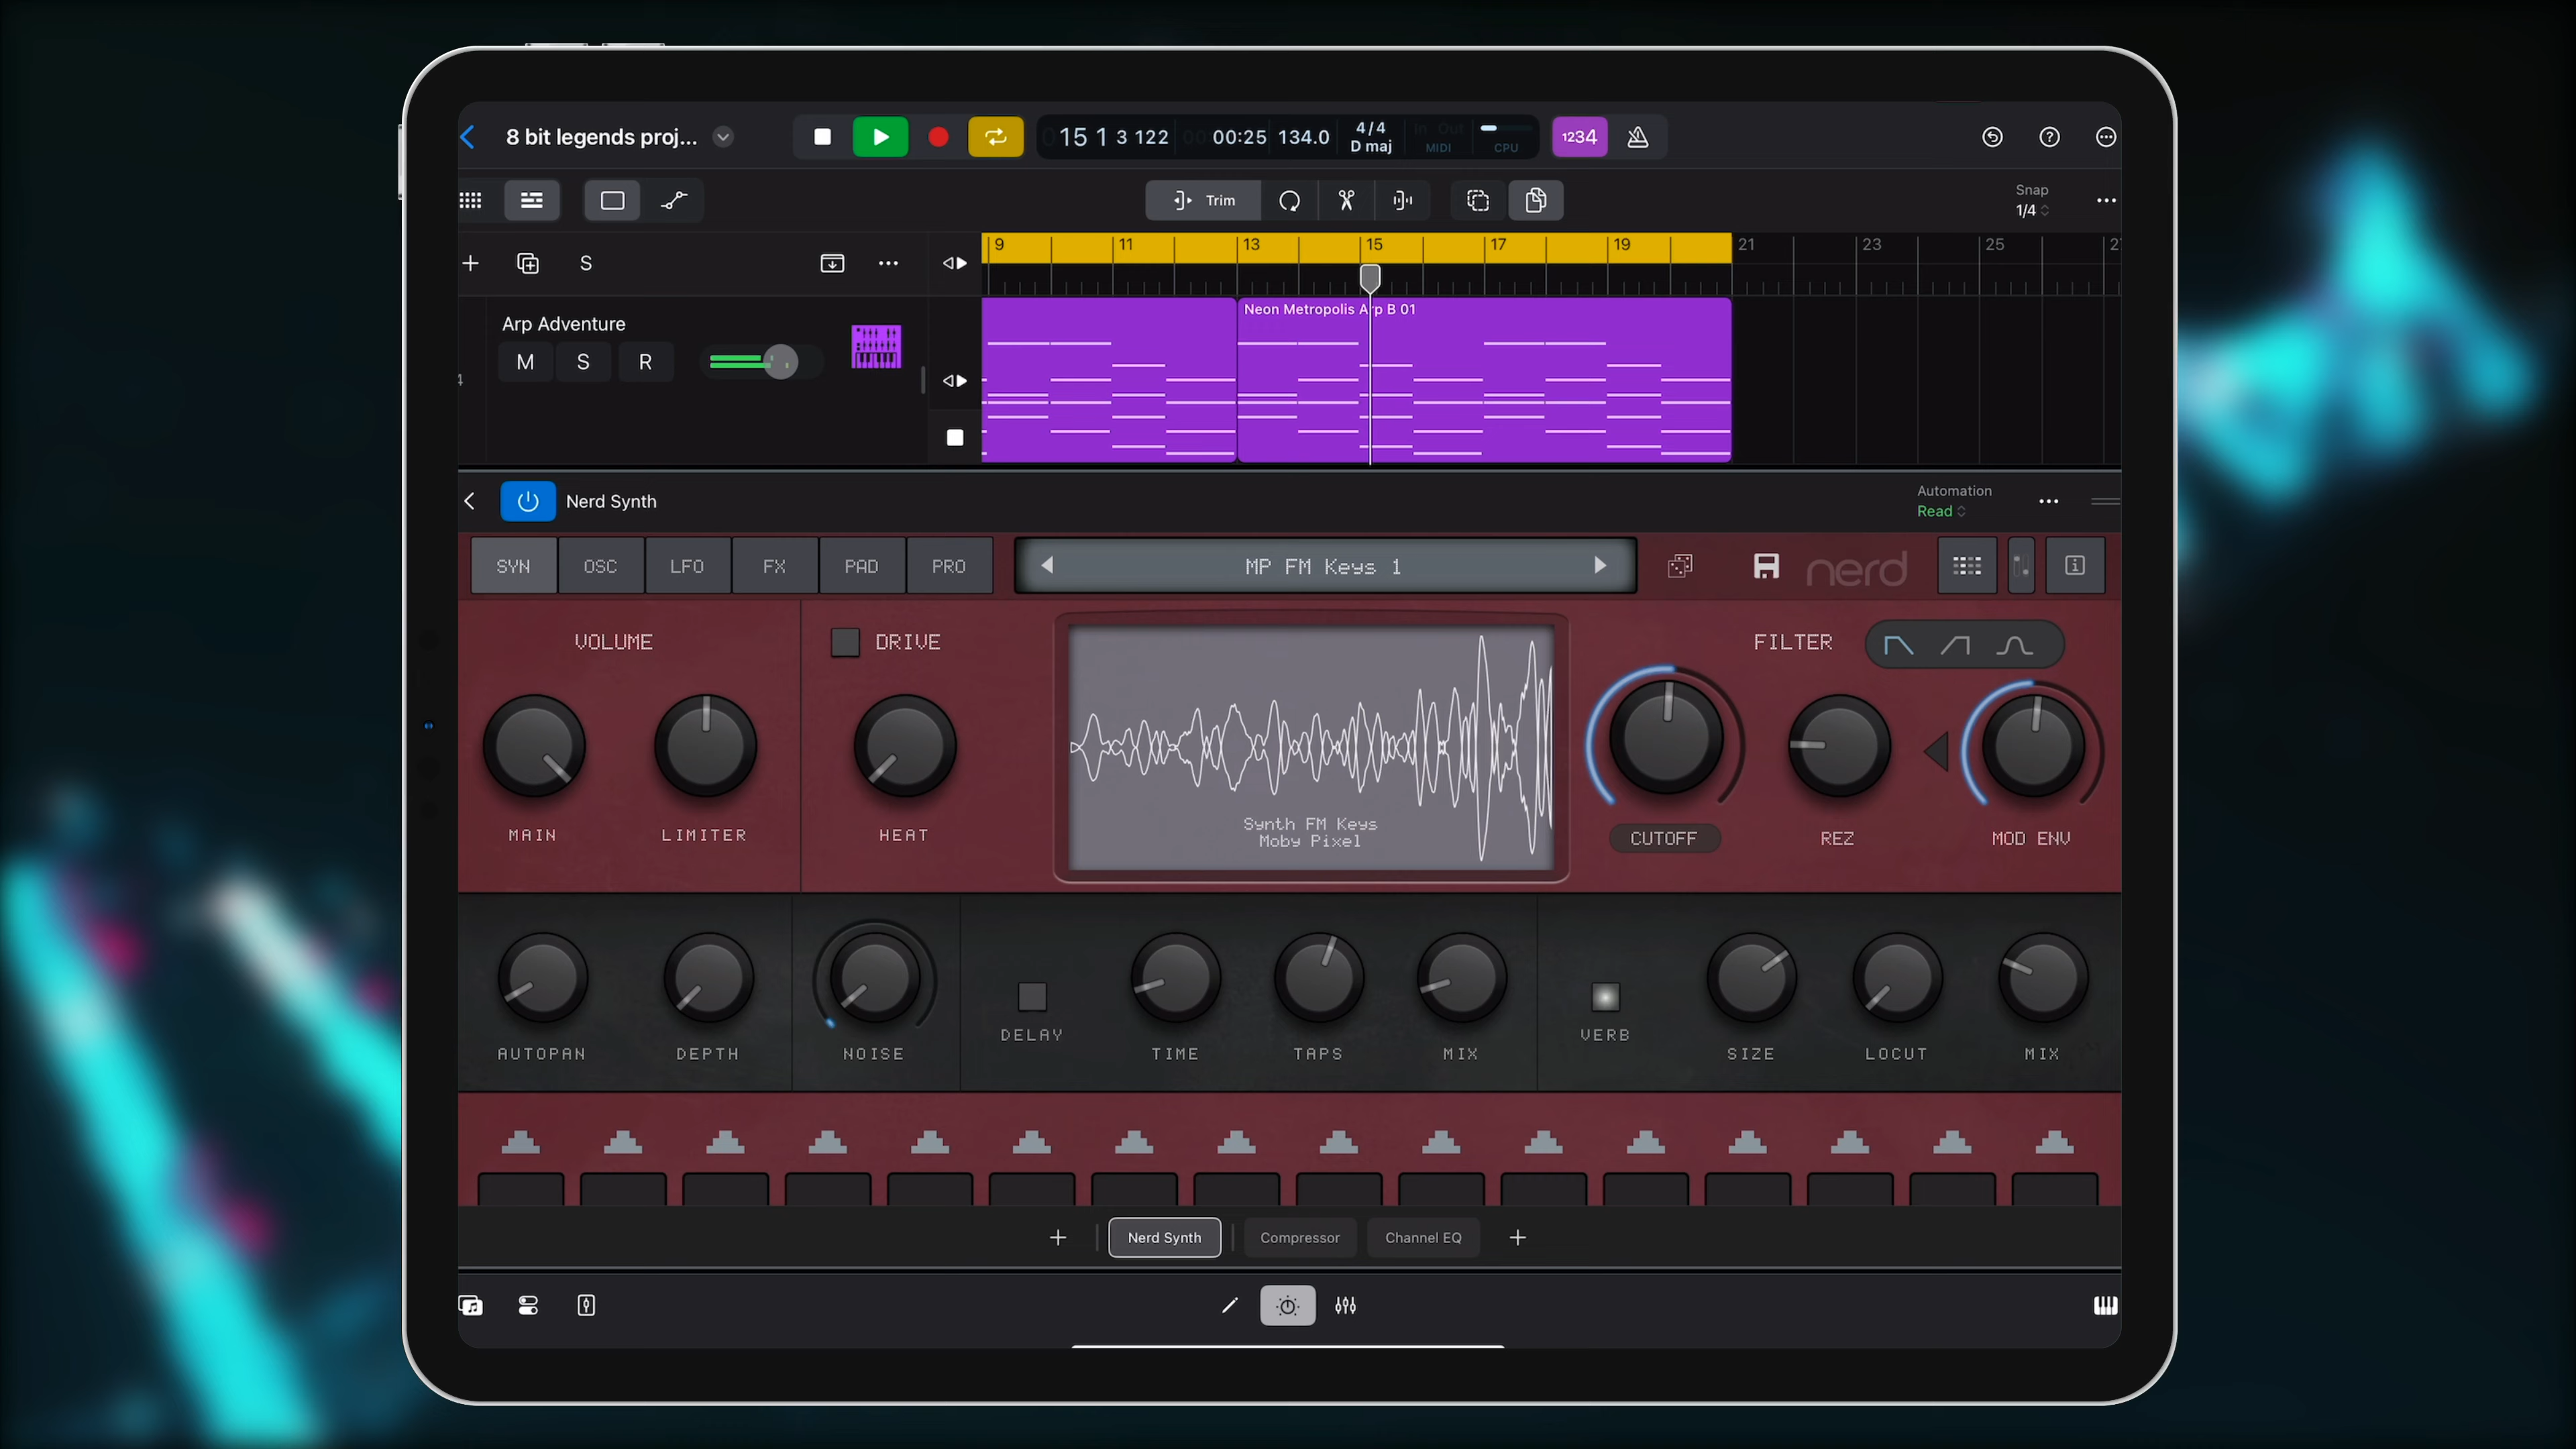 8 bit legends proj...
15 1 3 122
00:25
134.0
4/4
D maj
In Out
MIDI
CPU
1234
Trim
Snap
1/4
S
9
11
13
15
17
19
21
23
25
Arp Adventure
M
S
R
4
Neon Metropolis Arp B 01
Nerd Synth
Automation
Read
SYN
OSC
LFO
FX
PAD
PRO
MP FM Keys 1
nerd
VOLUME
DRIVE
FILTER
MAIN
LIMITER
HEAT
Synth FM Keys
Moby Pixel
CUTOFF
REZ
MOD ENV
AUTOPAN
DEPTH
NOISE
DELAY
TIME
TAPS
MIX
VERB
SIZE
LOCUT
MIX
Nerd Synth
Compressor
Channel EQ